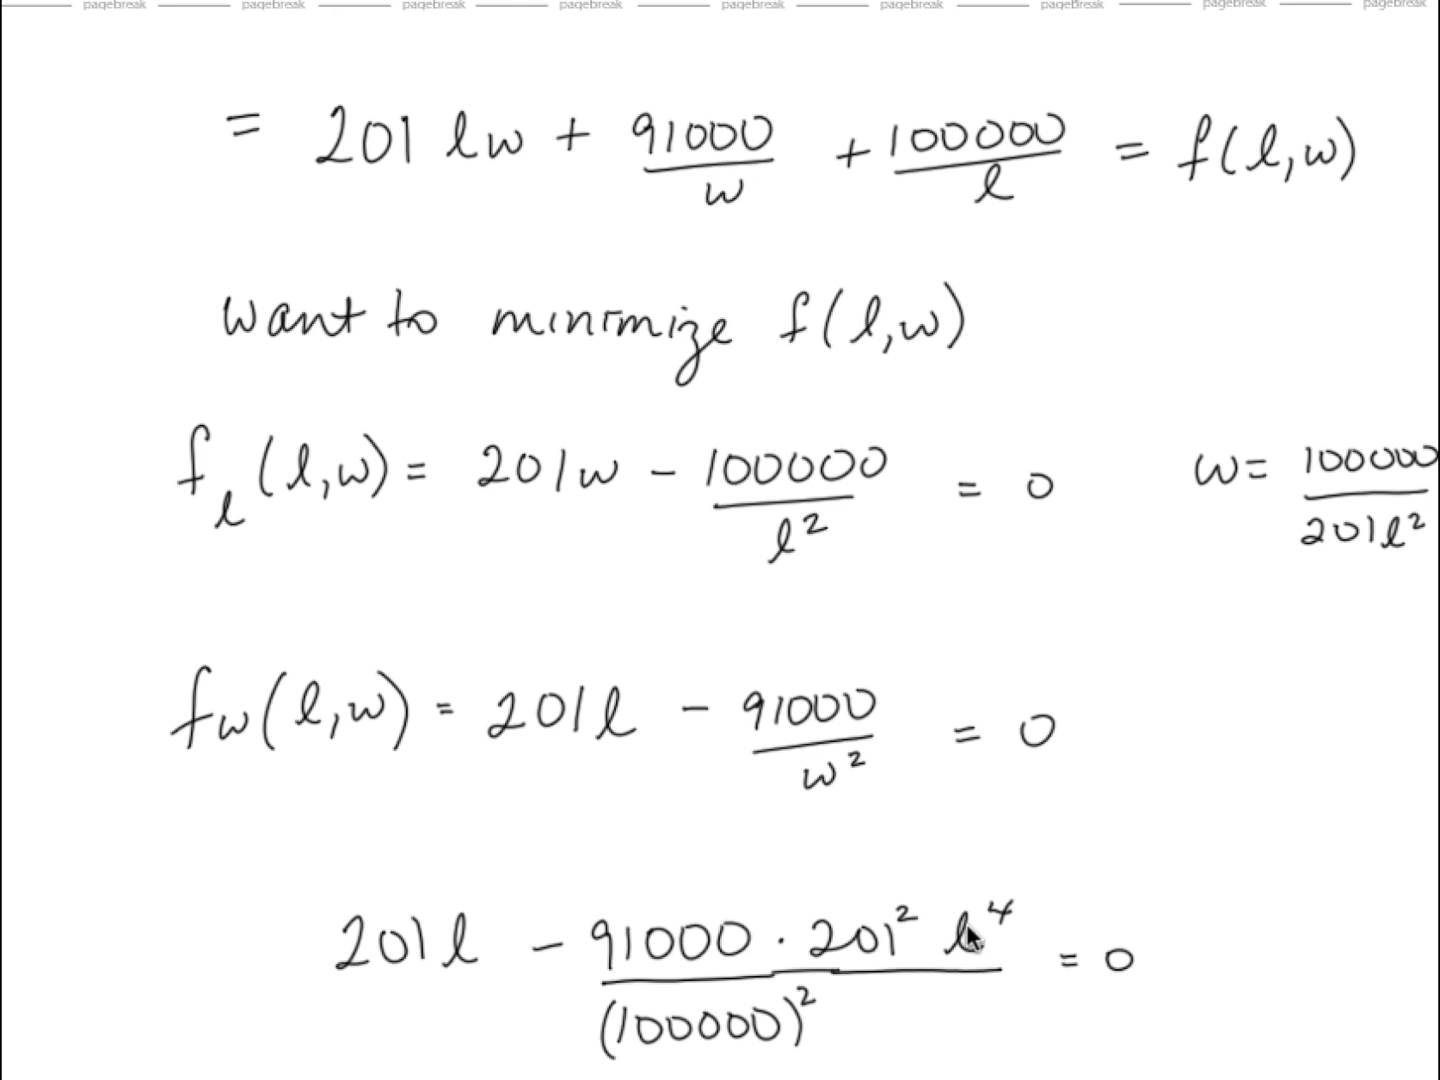 pagebreak pagebreak pagebreak pagebreak pagebreak pagebreak pagebreak pagebreak pagebreak
= 201 lw + 91000/w + 100000/l = f(l,w)
want to minimize f(l,w)
f_l (l,w) = 201w - 100000/l² = 0 w = 100000/201l²
f_w(l,w) = 201l - 91000/w² = 0
201l - 91000 · 201² l⁴/(100000)² = 0